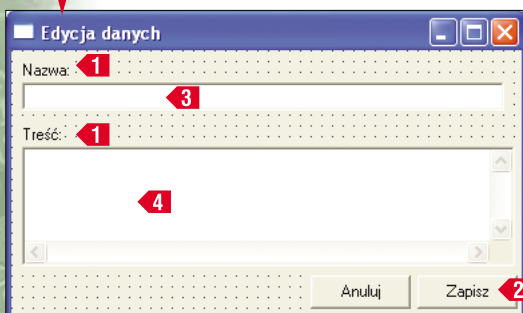 Edycja danych
Nazwa: 1
3
Treść: 1
4
Anuluj Zapisz 2